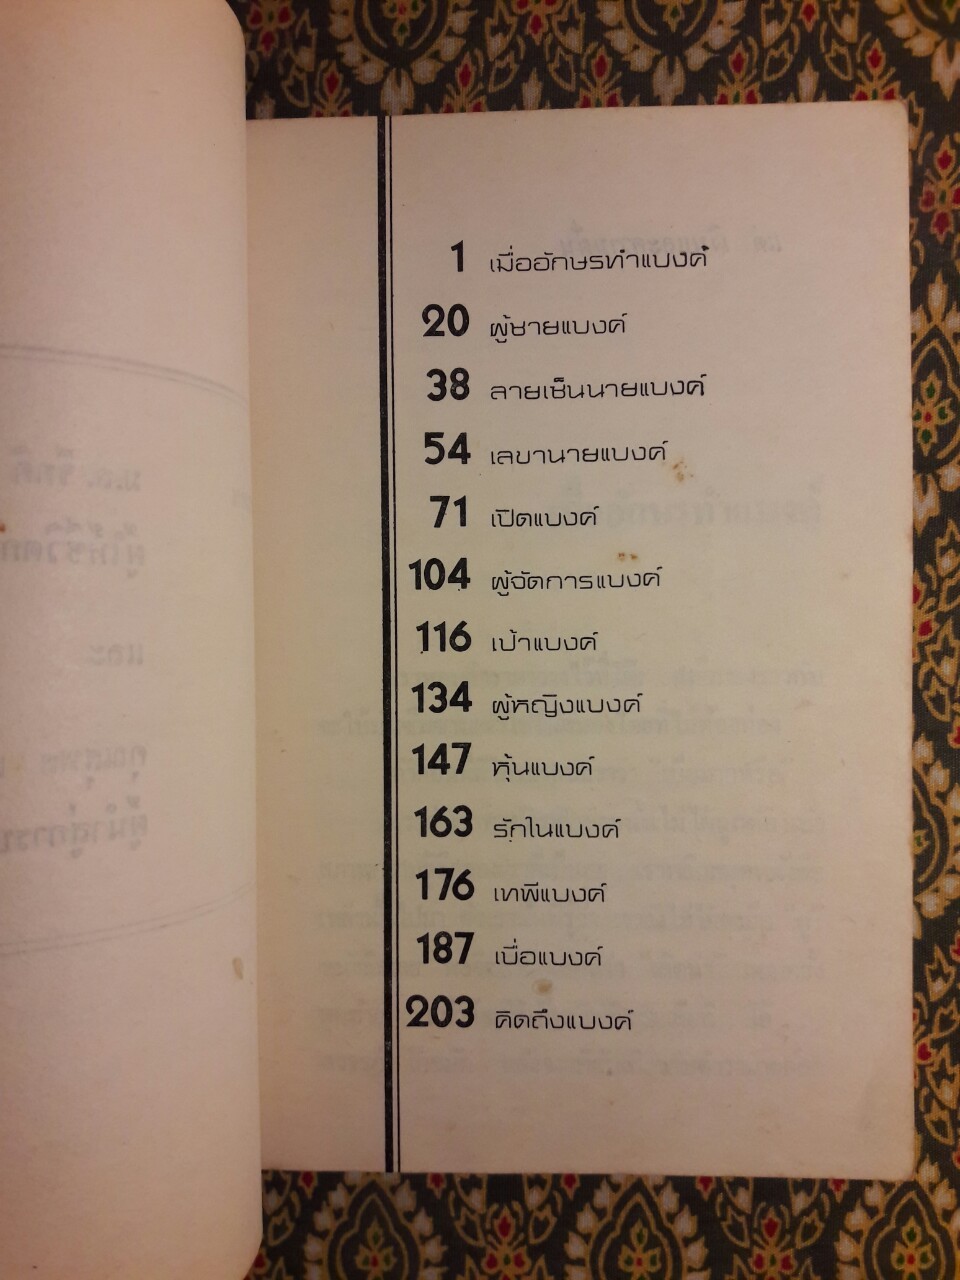 1 เมื่ออักษรทำแบงค์
20 ผู้ชายแบงค์
38 ลายเซ็นนายแบงค์
54 เลขานายแบงค์
71 เปิดแบงค์
104 ผู้จัดการแบงค์
116 เป้าแบงค์
134 ผู้หญิงแบงค์
147 หุ้นแบงค์
163 รักในแบงค์
176 เทพีแบงค์
187 เบื่อแบงค์
203 คิดถึงแบงค์